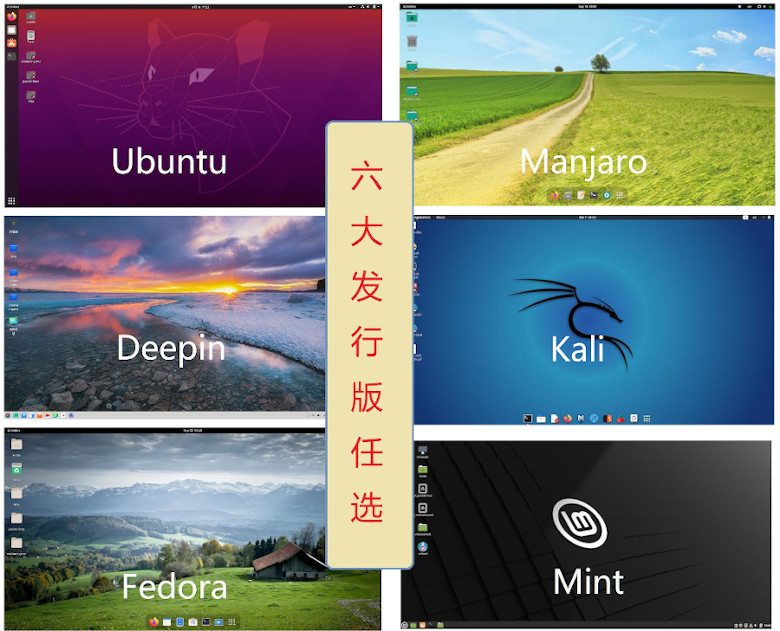 Ubuntu
Manjaro
六大发行版任选
Deepin
Kali
Fedora
Mint